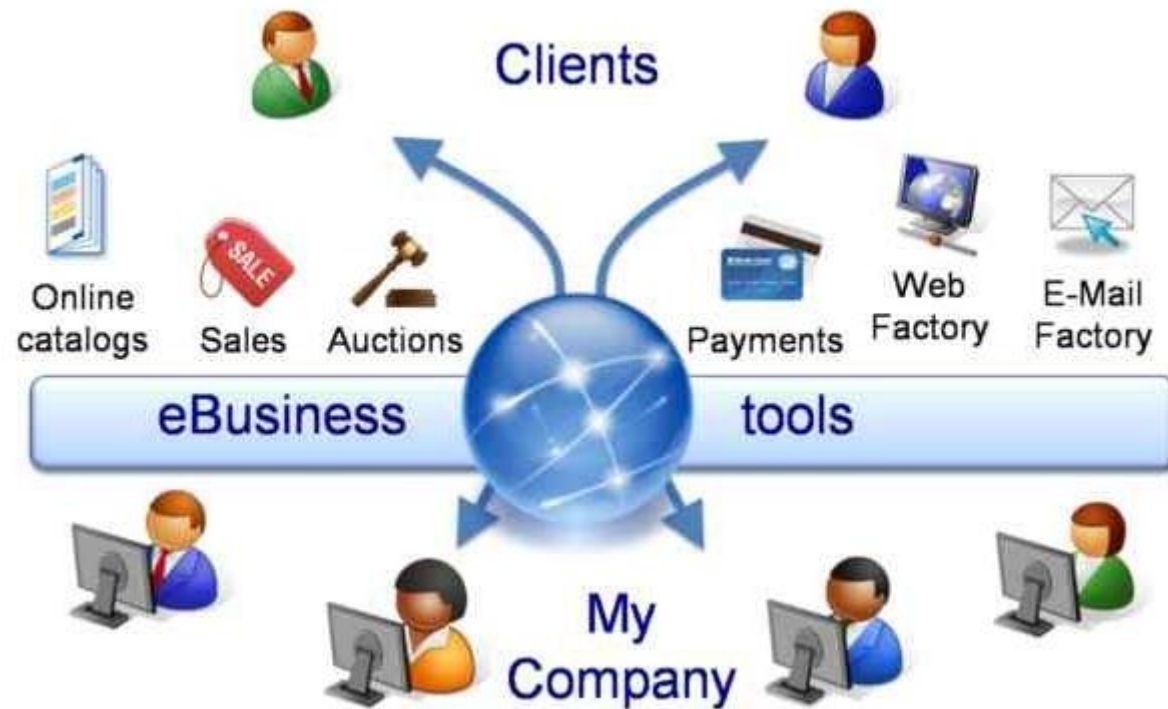 Clients
Online
catalogs
SALE
Sales
Auctions
Payments
Web
Factory
E-Mail
Factory
eBusiness tools
My
Company